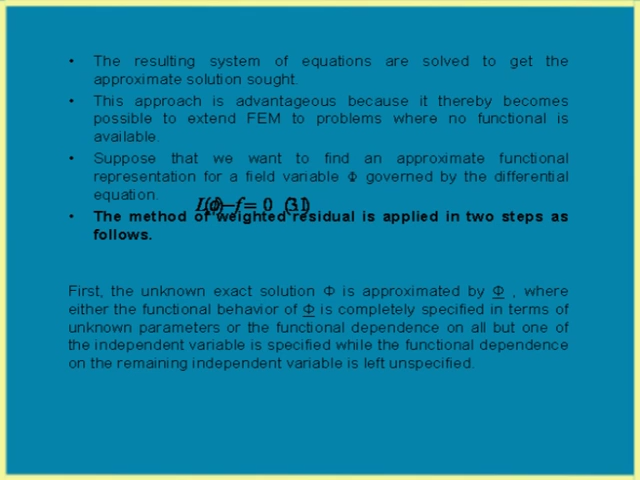 • The resulting system of equations are solved to get the
approximate solution sought.
• This approach is advantageous because it thereby becomes
possible to extend FEM to problems where no functional is
available.
• Suppose that we want to find an approximate functional
representation for a field variable Φ governed by the differential
equation.
L(ϕ)−f = 0 (3.1)
• The method of weighted residual is applied in two steps as
follows.
First, the unknown exact solution Φ is approximated by Φ , where
either the functional behavior of Φ is completely specified in terms of
unknown parameters or the functional dependence on all but one of
the independent variable is specified while the functional dependence
on the remaining independent variable is left unspecified.